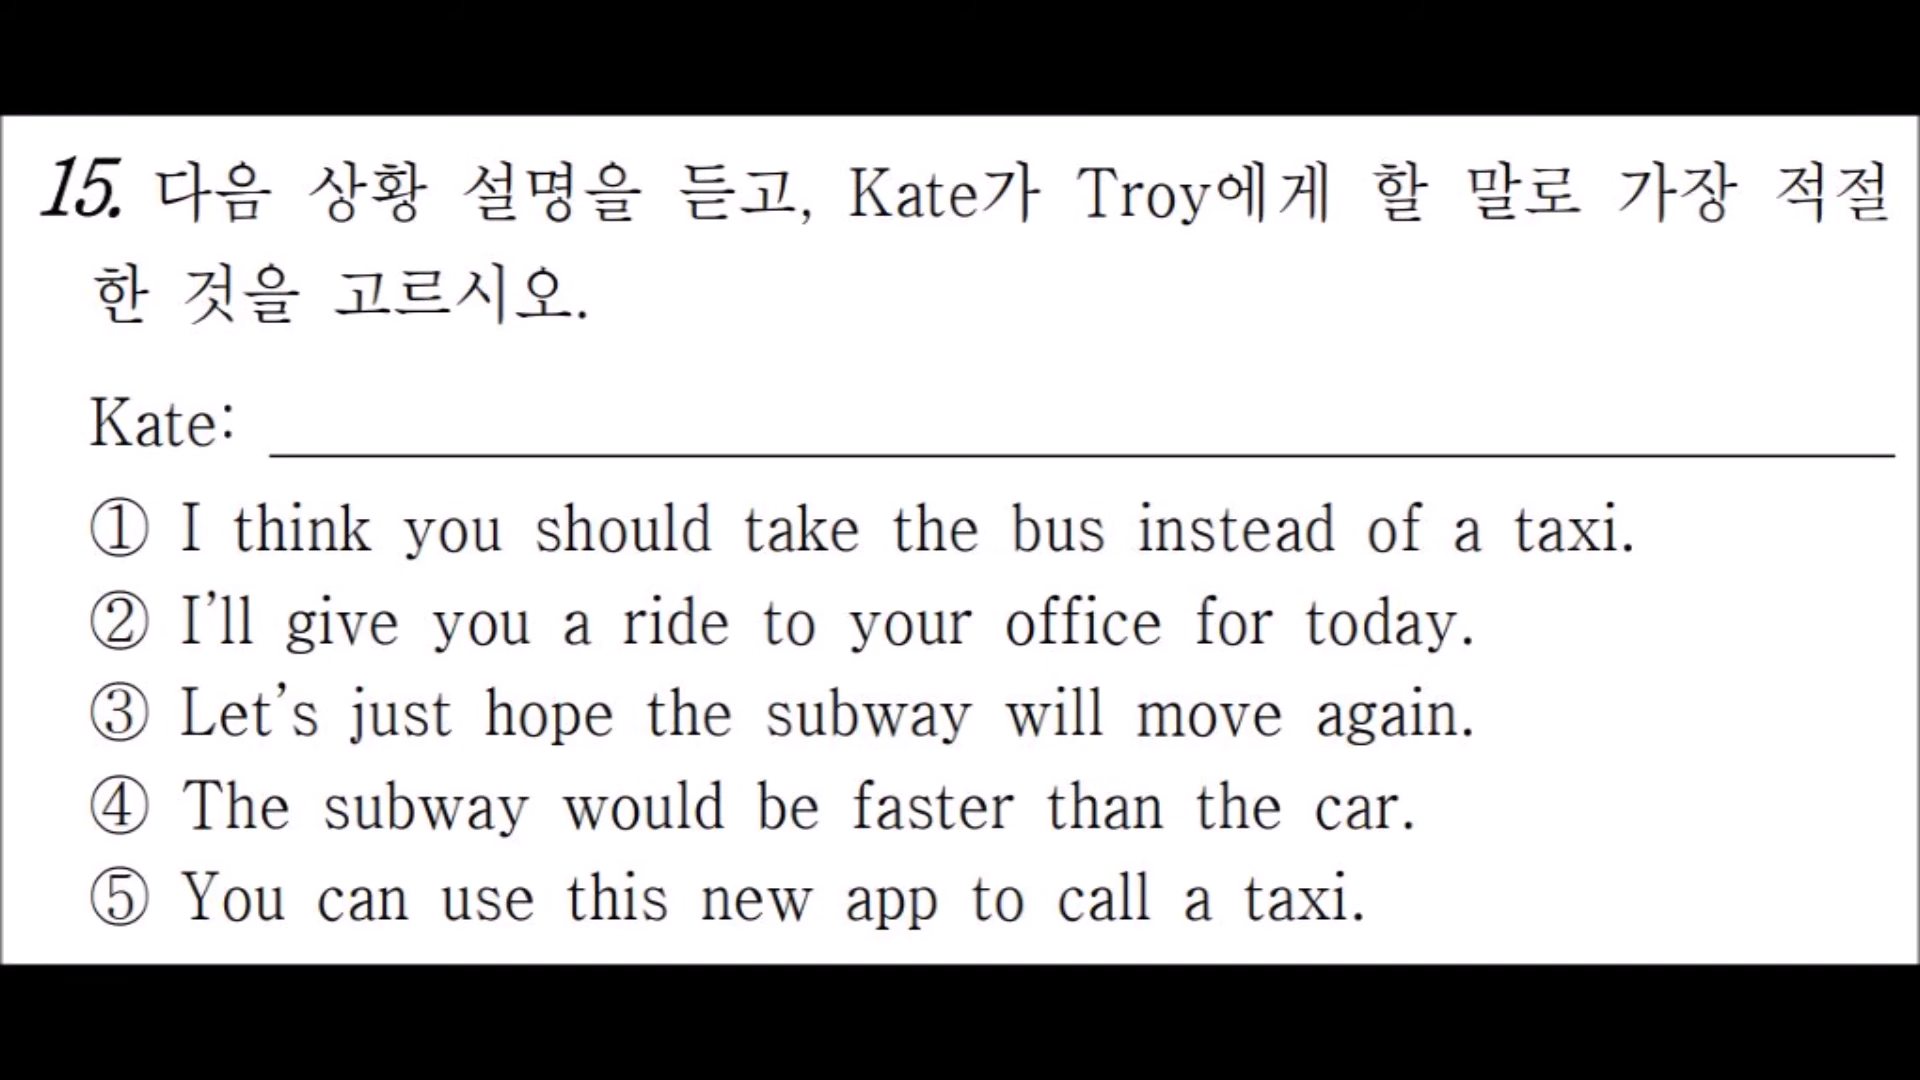 15. 다음 상황 설명을 듣고, Kate가 Troy에게 할 말로 가장 적절
한 것을 고르시오.
Kate:
① I think you should take the bus instead of a taxi.
② I'll give you a ride to your office for today.
③ Let's just hope the subway will move again.
④ The subway would be faster than the car.
⑤ You can use this new app to call a taxi.